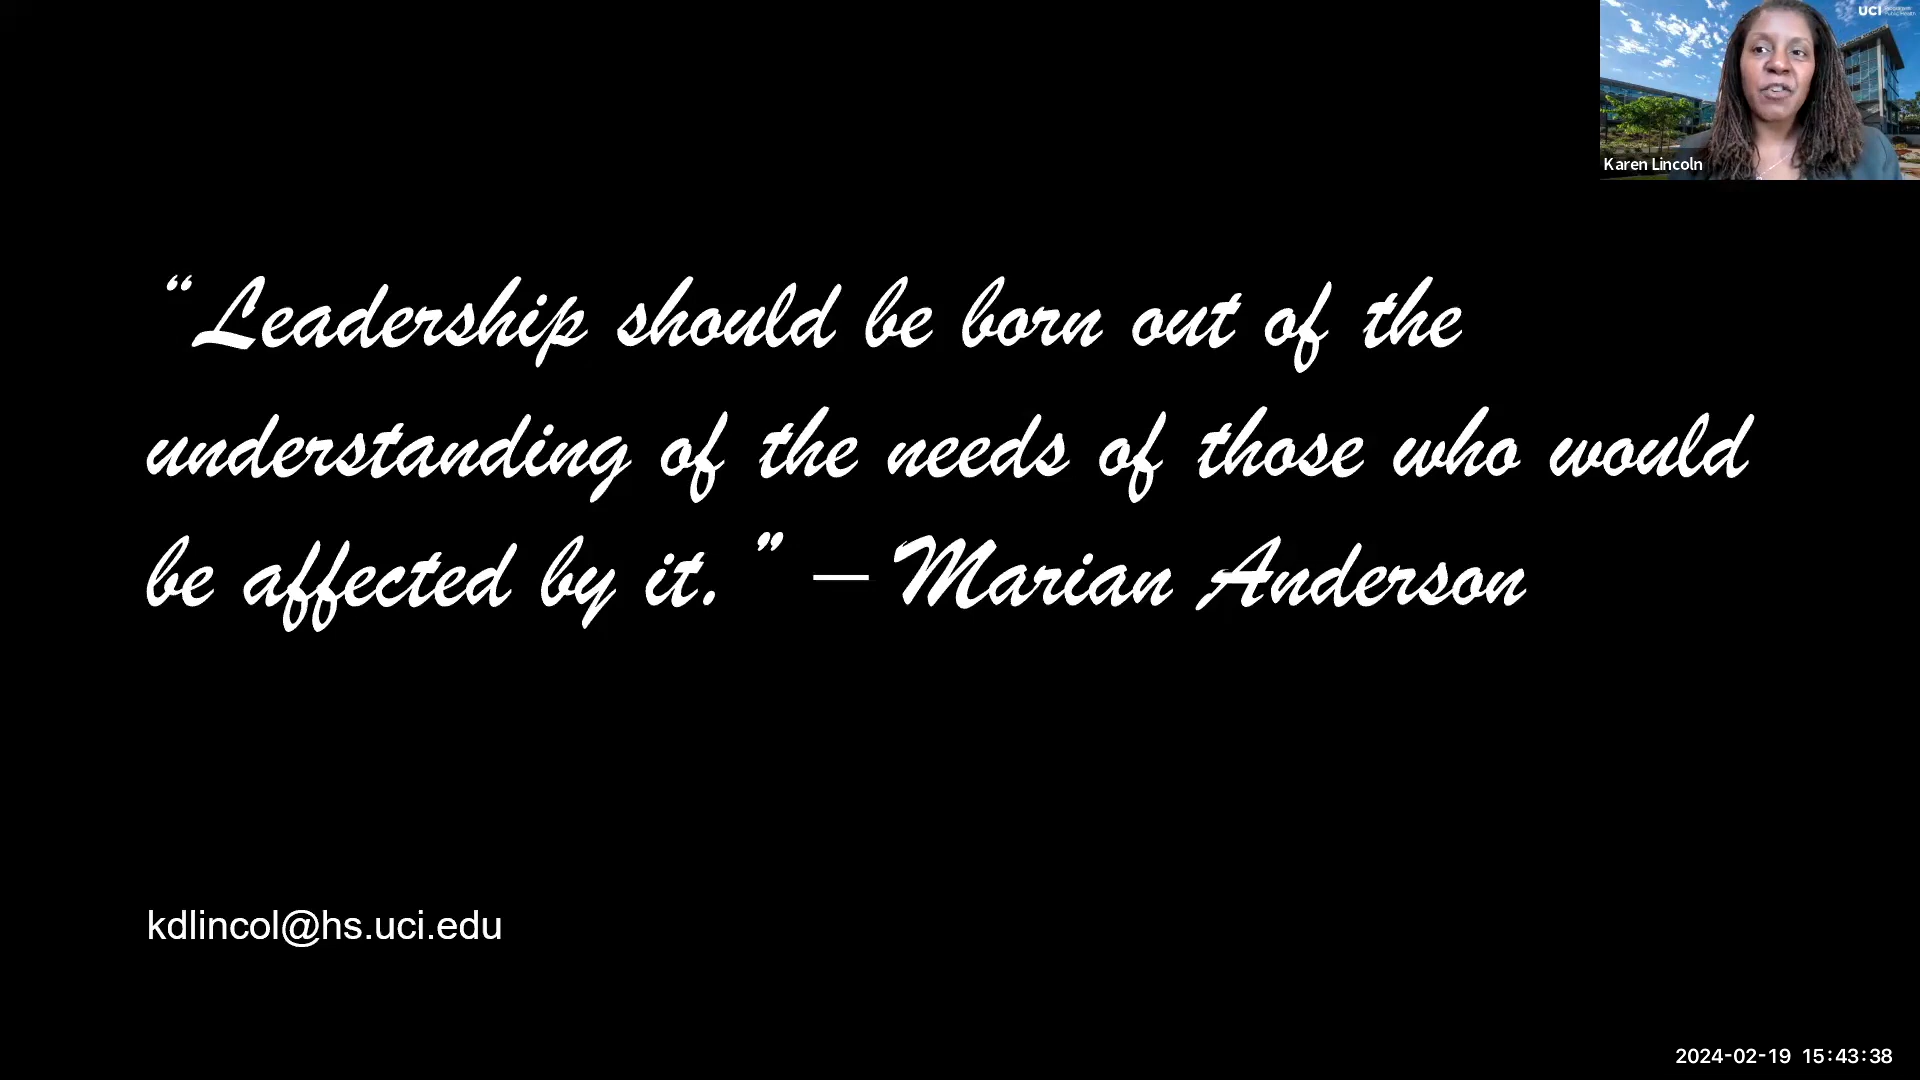 UCI
Karen Lincoln
“Leadership should be born out of the
understanding of the needs of those who would
be affected by it.” — Marian Anderson
kdlincol@hs.uci.edu
2024-02-19 15:43:38